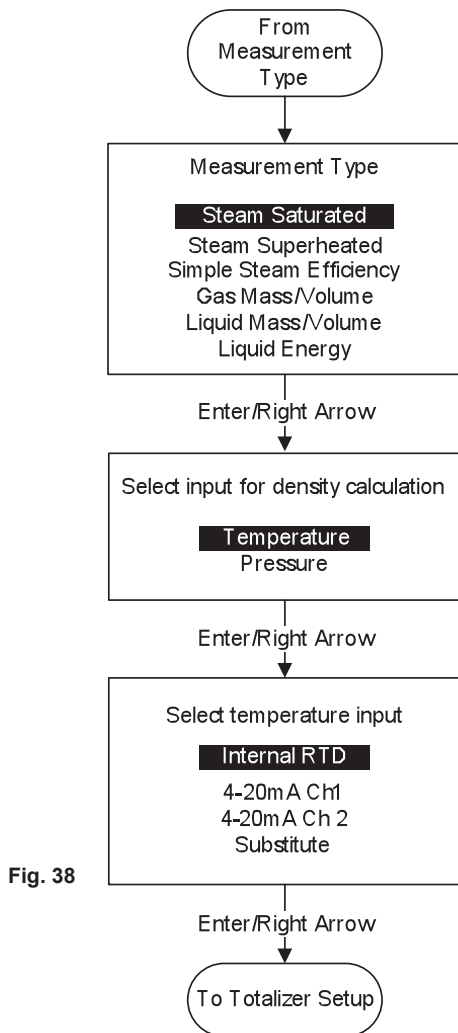 From
Measurement
Type
Measurement Type
Steam Saturated
Steam Superheated
Simple Steam Efficiency
Gas Mass/Volume
Liquid Mass/Volume
Liquid Energy
Enter/Right Arrow
Select input for density calculation
Temperature
Pressure
Enter/Right Arrow
Select temperature input
Internal RTD
4-20mA Ch1
4-20mA Ch 2
Substitute
Fig. 38
Enter/Right Arrow
To Totalizer Setup